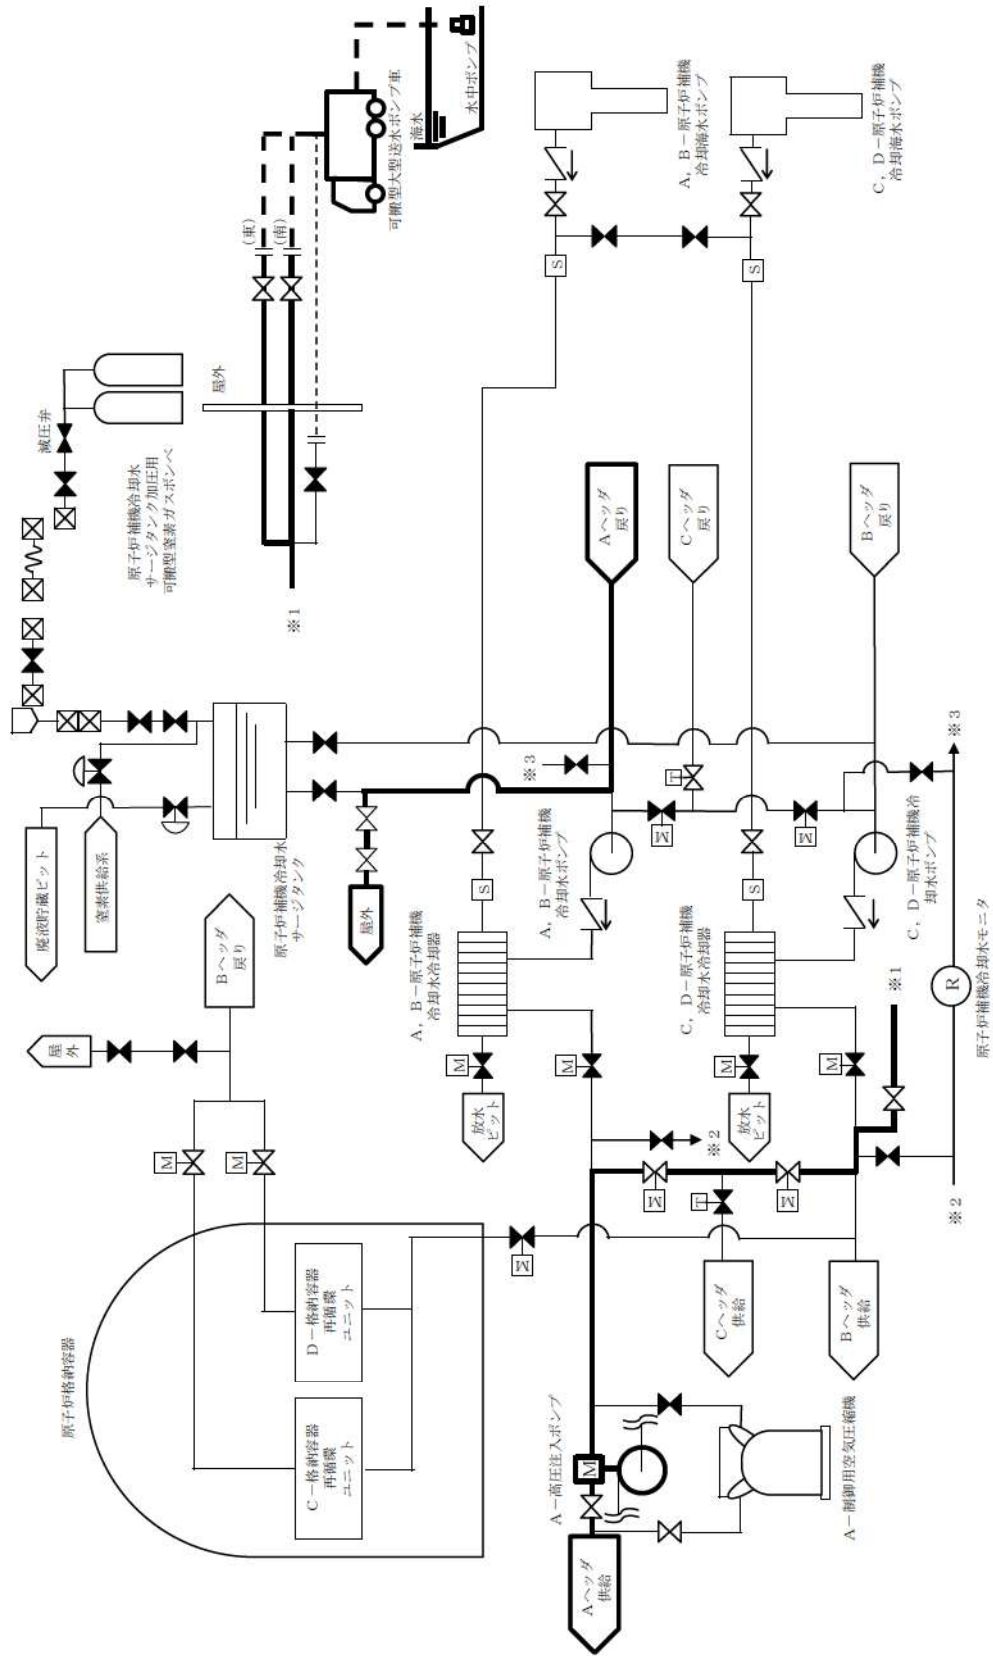 原子炉格納容器
C－格納容器
再循環
ユニット
D－格納容器
再循環
ユニット
M
M
屋
外
Bヘッダ
戻り
廃液貯蔵ピット
窒素供給系
原子炉補機冷却水
サージタンク
減圧弁
原子炉補機冷却水
サージタンク加圧用
可搬型窒素ガスボンベ
屋外
(東)
(南)
可搬型大型送水ポンプ車
海水
水中ポンプ
※1
屋外
※3
A，B－原子炉補機
冷却水冷却器
S
M
放水
ピット
M
M
A，B－原子炉補機
冷却水ポンプ
Aヘッダ
戻り
Cヘッダ
戻り
Bヘッダ
戻り
T
M
M
S
S
A，B－原子炉補機
冷却海水ポンプ
C，D－原子炉補機
冷却海水ポンプ
C，D－原子炉補機
冷却水冷却器
S
M
放水
ピット
M
C，D－原子炉補機冷
却水ポンプ
※2
M
T
M
※1
※3
R
原子炉補機冷却水モニタ
※2
Cヘッダ
供給
Bヘッダ
供給
A－高圧注入ポンプ
M
Aヘッダ
供給
A－制御用空気圧縮機